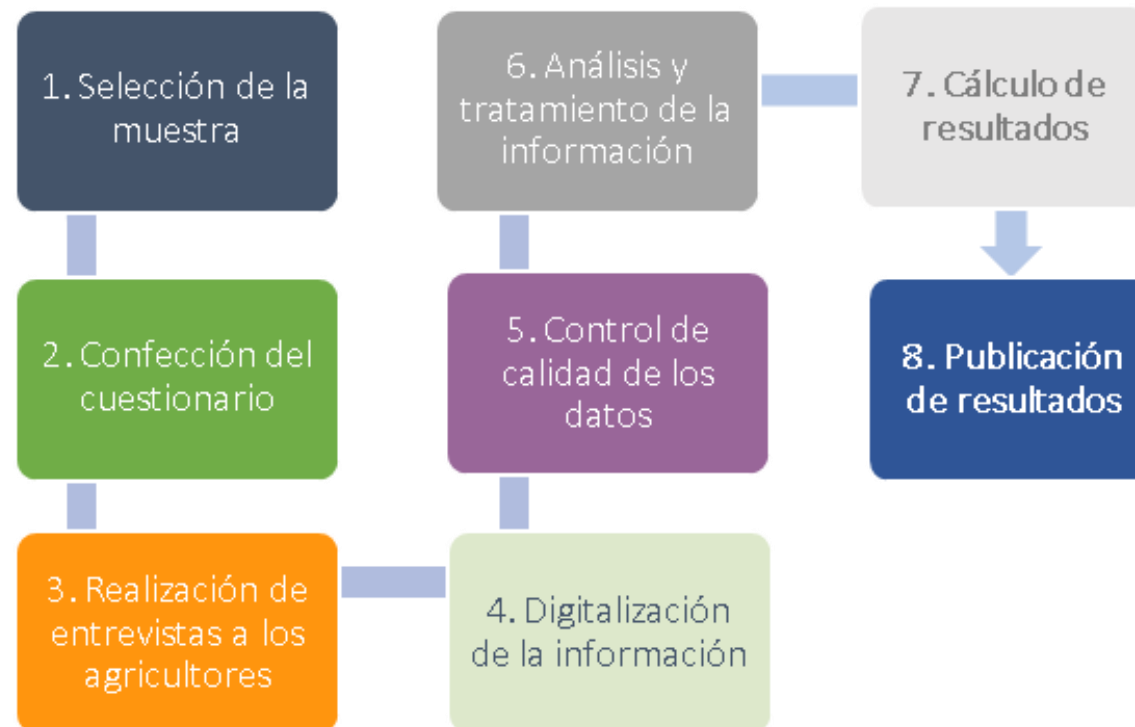 1. Selección de la
muestra
2. Confección del
cuestionario
3. Realización de
entrevistas a los
agricultores
4. Digitalización
de la información
5. Control de
calidad de los
datos
6. Análisis y
tratamiento de la
información
7. Cálculo de
resultados
8. Publicación
de resultados